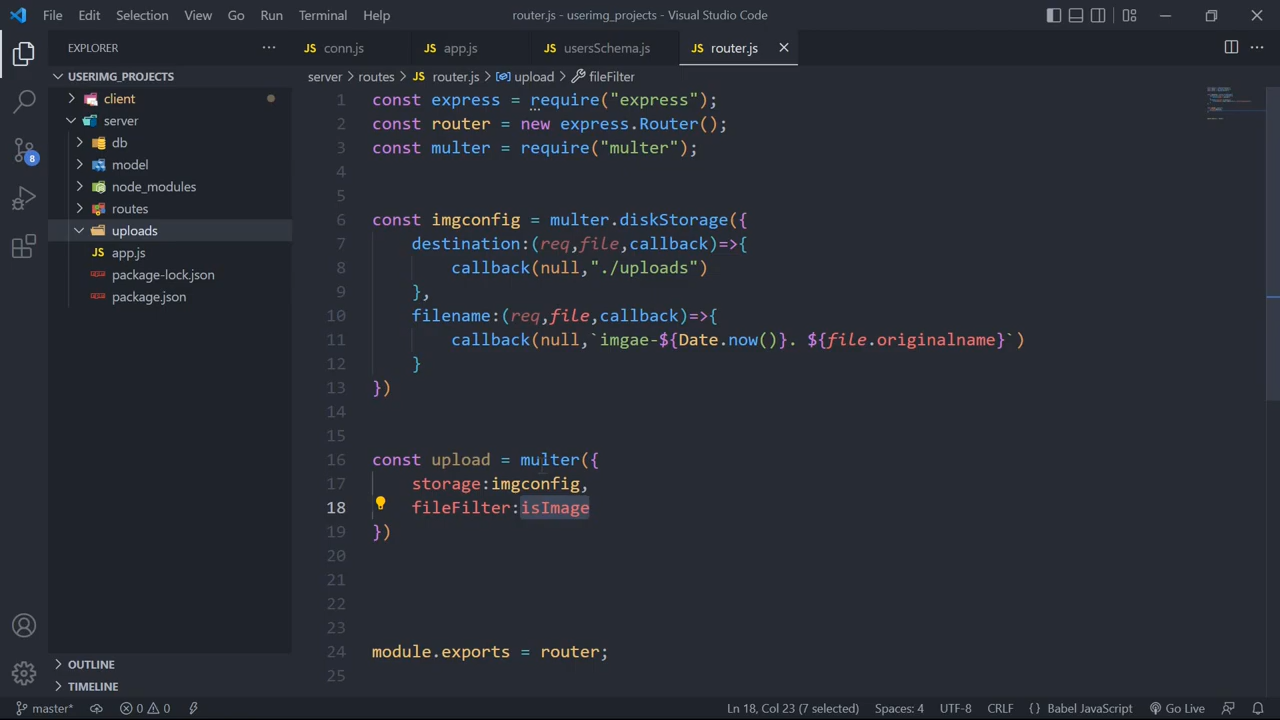 File Edit Selection View Go Run Terminal Help router.js - userimg_projects - Visual Studio Code
EXPLORER
conn.js app.js usersSchema.js router.js
USERIMG_PROJECTS
server > routes > router.js > upload > fileFilter
client
server
db
model
node_modules
routes
uploads
app.js
package-lock.json
package.json
1 const express = require("express");
2 const router = new express.Router();
3 const multer = require("multer");
4
5
6 const imgconfig = multer.diskStorage({
7 destination:(req,file,callback)=>{
8 callback(null,"./uploads")
9 },
10 filename:(req,file,callback)=>{
11 callback(null,`imgae-${Date.now()}. ${file.originalname}`)
12 }
13 })
14
15
16 const upload = multer({
17 storage:imgconfig,
18 fileFilter:isImage
19 })
20
21
22
23
24 module.exports = router;
25
8
OUTLINE
TIMELINE
master* 0 0 Ln 18, Col 23 (7 selected) Spaces: 4 UTF-8 CRLF {} Babel JavaScript Go Live